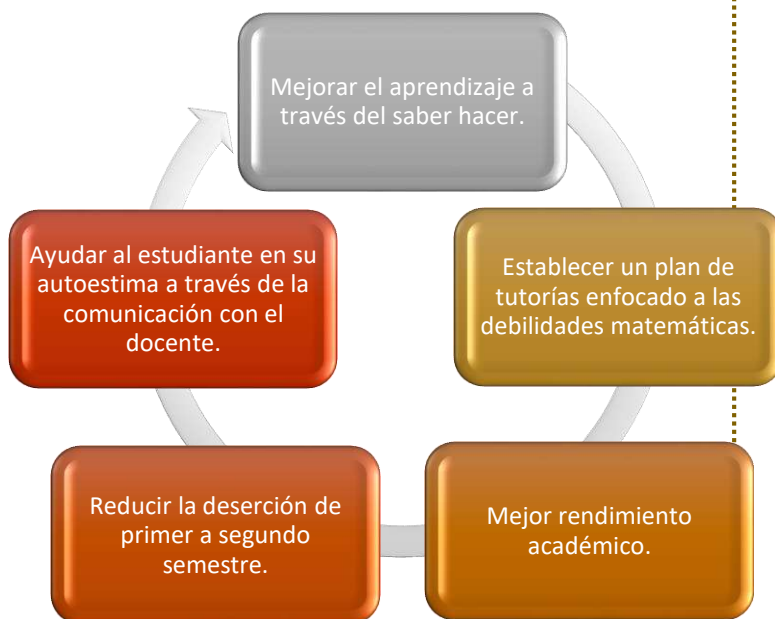 Mejorar el aprendizaje a
través del saber hacer.
Establecer un plan de
tutorías enfocado a las
debilidades matemáticas.
Mejor rendimiento
académico.
Reducir la deserción de
primer a segundo
semestre.
Ayudar al estudiante en su
autoestima a través de la
comunicación con el
docente.